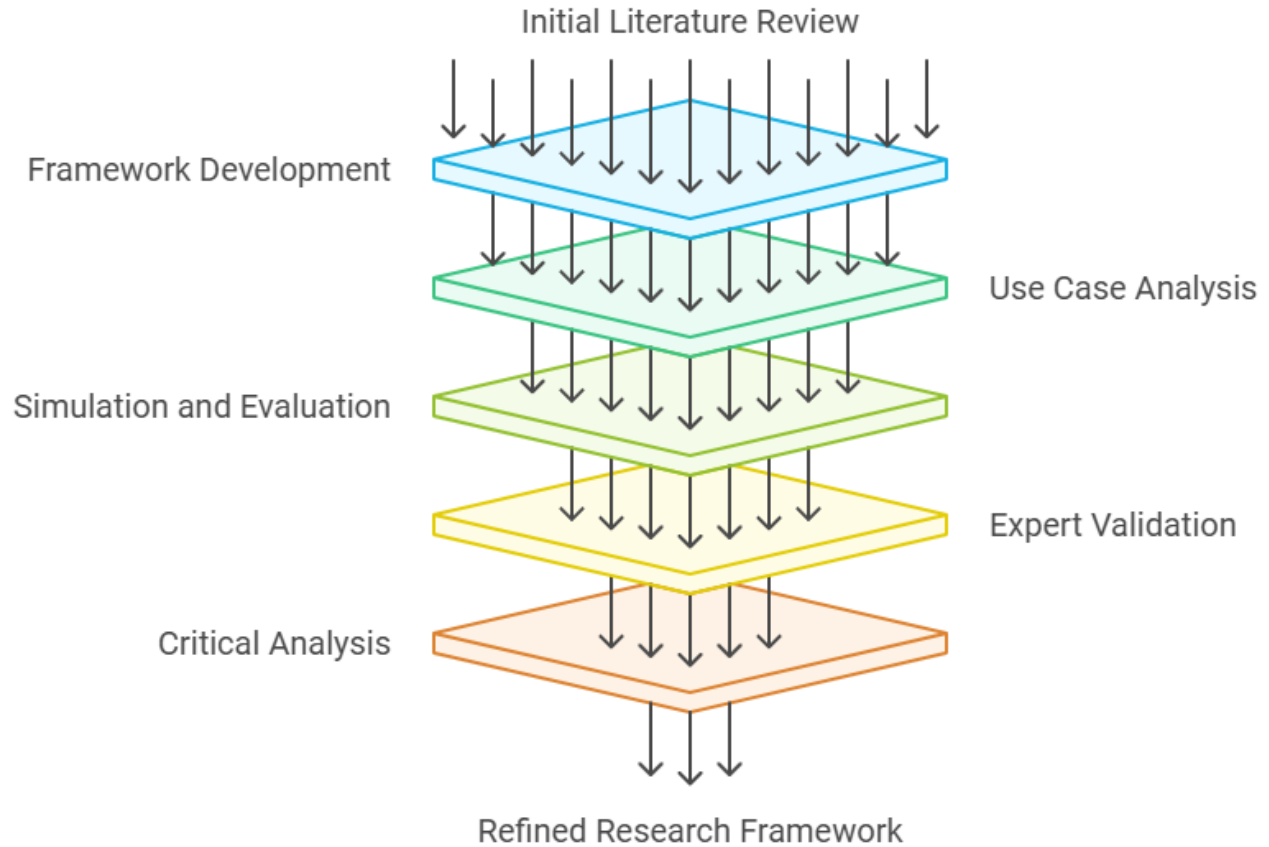 Initial Literature Review
Framework Development
Use Case Analysis
Simulation and Evaluation
Expert Validation
Critical Analysis
Refined Research Framework